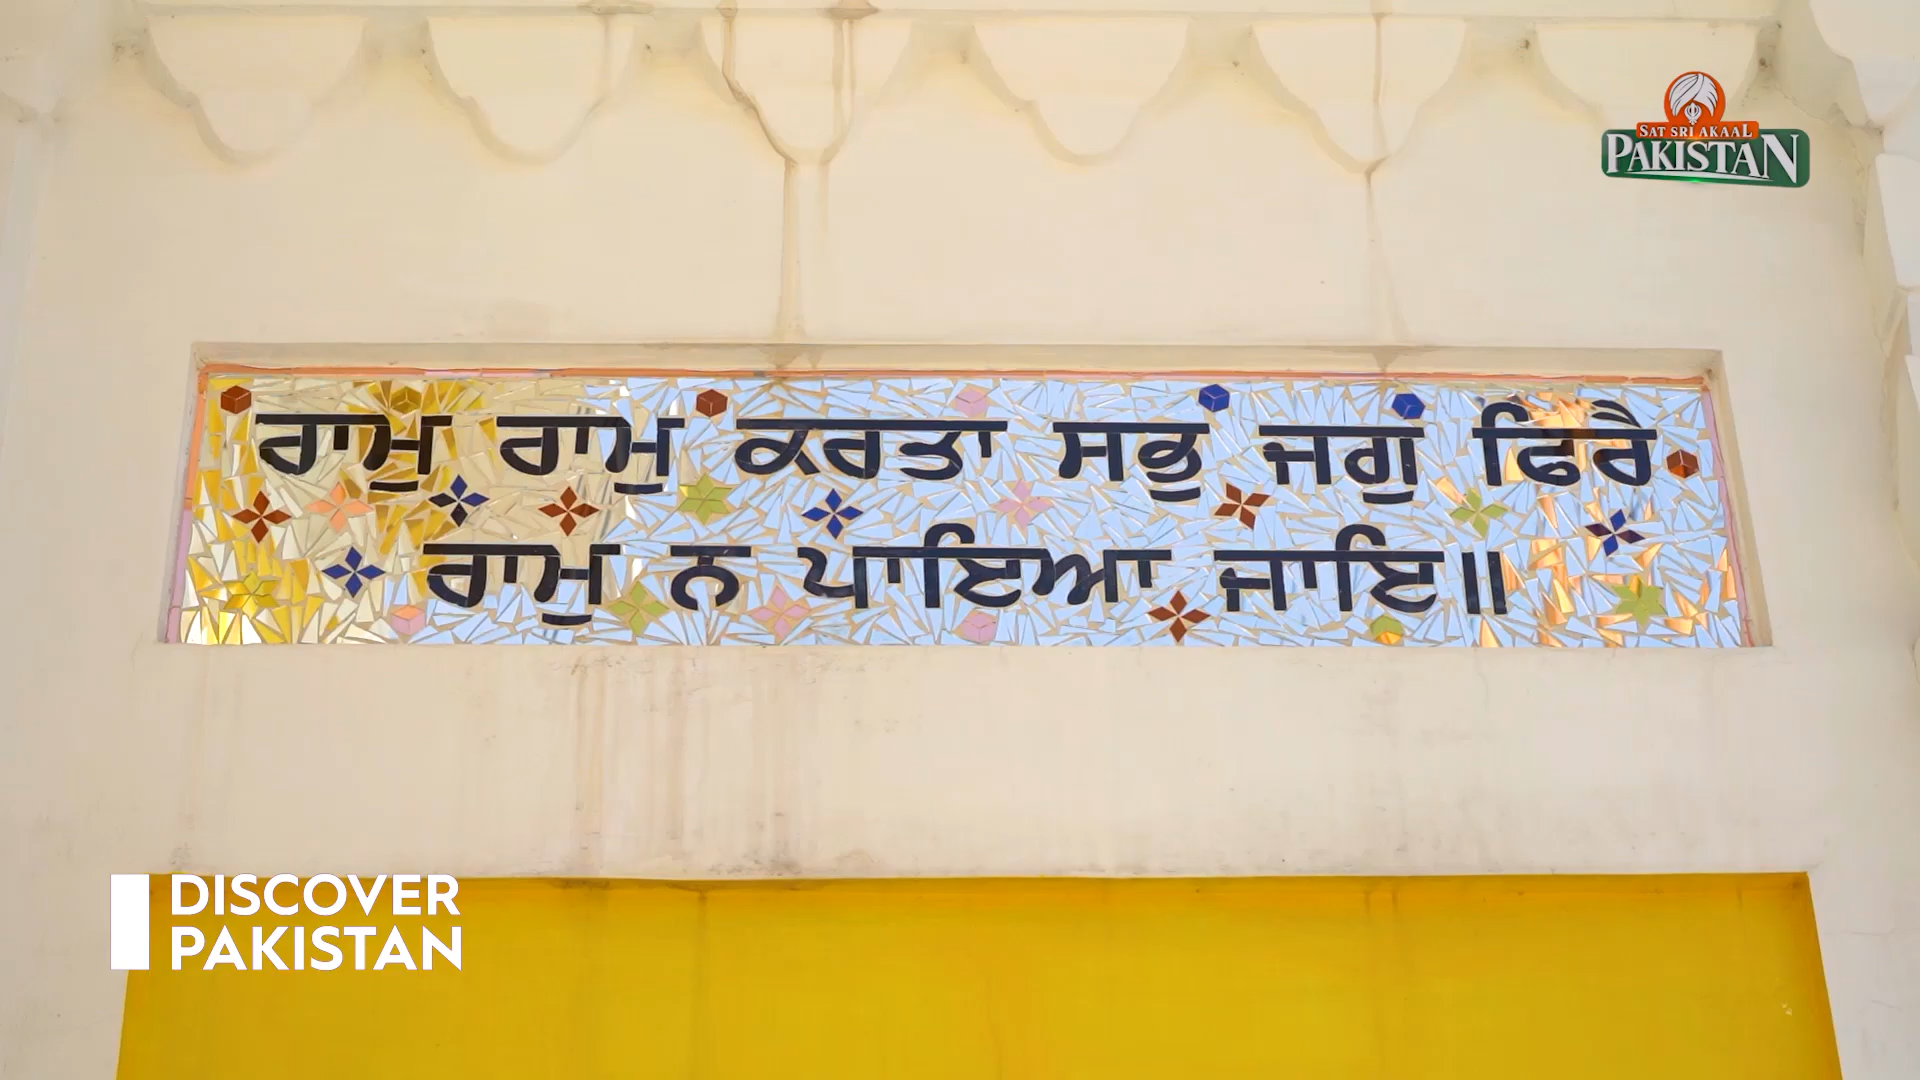 SAT SRI AKAAL
PAKISTAN
ਰਾਮੁ ਰਾਮੁ ਕਰਤਾ ਸਭੁ ਜਗੁ ਫਿਰੈ
ਰਾਮੁ ਨ ਪਾਇਆ ਜਾਇ॥
DISCOVER
PAKISTAN